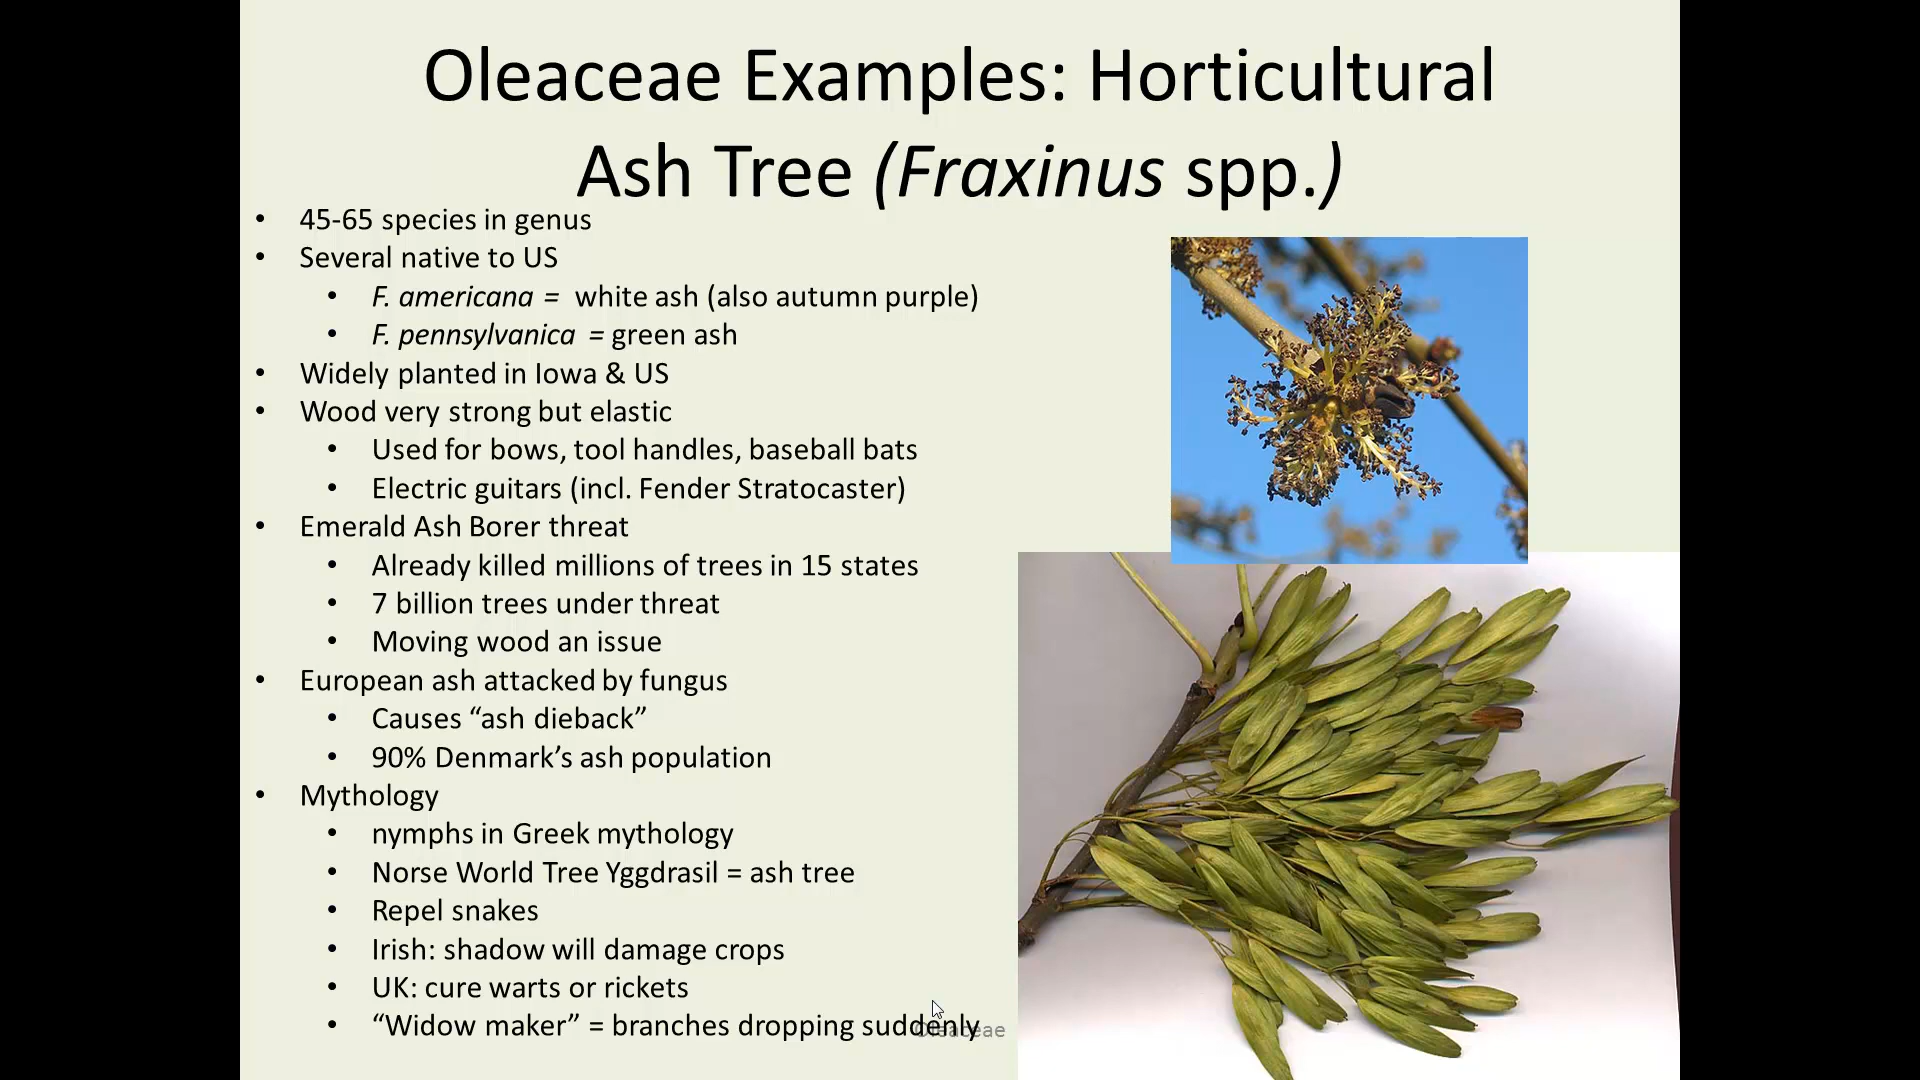 Oleaceae Examples: Horticultural
Ash Tree (Fraxinus spp.)
• 45-65 species in genus
• Several native to US
• F. americana = white ash (also autumn purple)
• F. pennsylvanica = green ash
• Widely planted in Iowa & US
• Wood very strong but elastic
• Used for bows, tool handles, baseball bats
• Electric guitars (incl. Fender Stratocaster)
• Emerald Ash Borer threat
• Already killed millions of trees in 15 states
• 7 billion trees under threat
• Moving wood an issue
• European ash attacked by fungus
• Causes “ash dieback”
• 90% Denmark’s ash population
• Mythology
• nymphs in Greek mythology
• Norse World Tree Yggdrasil = ash tree
• Repel snakes
• Irish: shadow will damage crops
• UK: cure warts or rickets
• “Widow maker” = branches dropping suddenly
Oleaceae